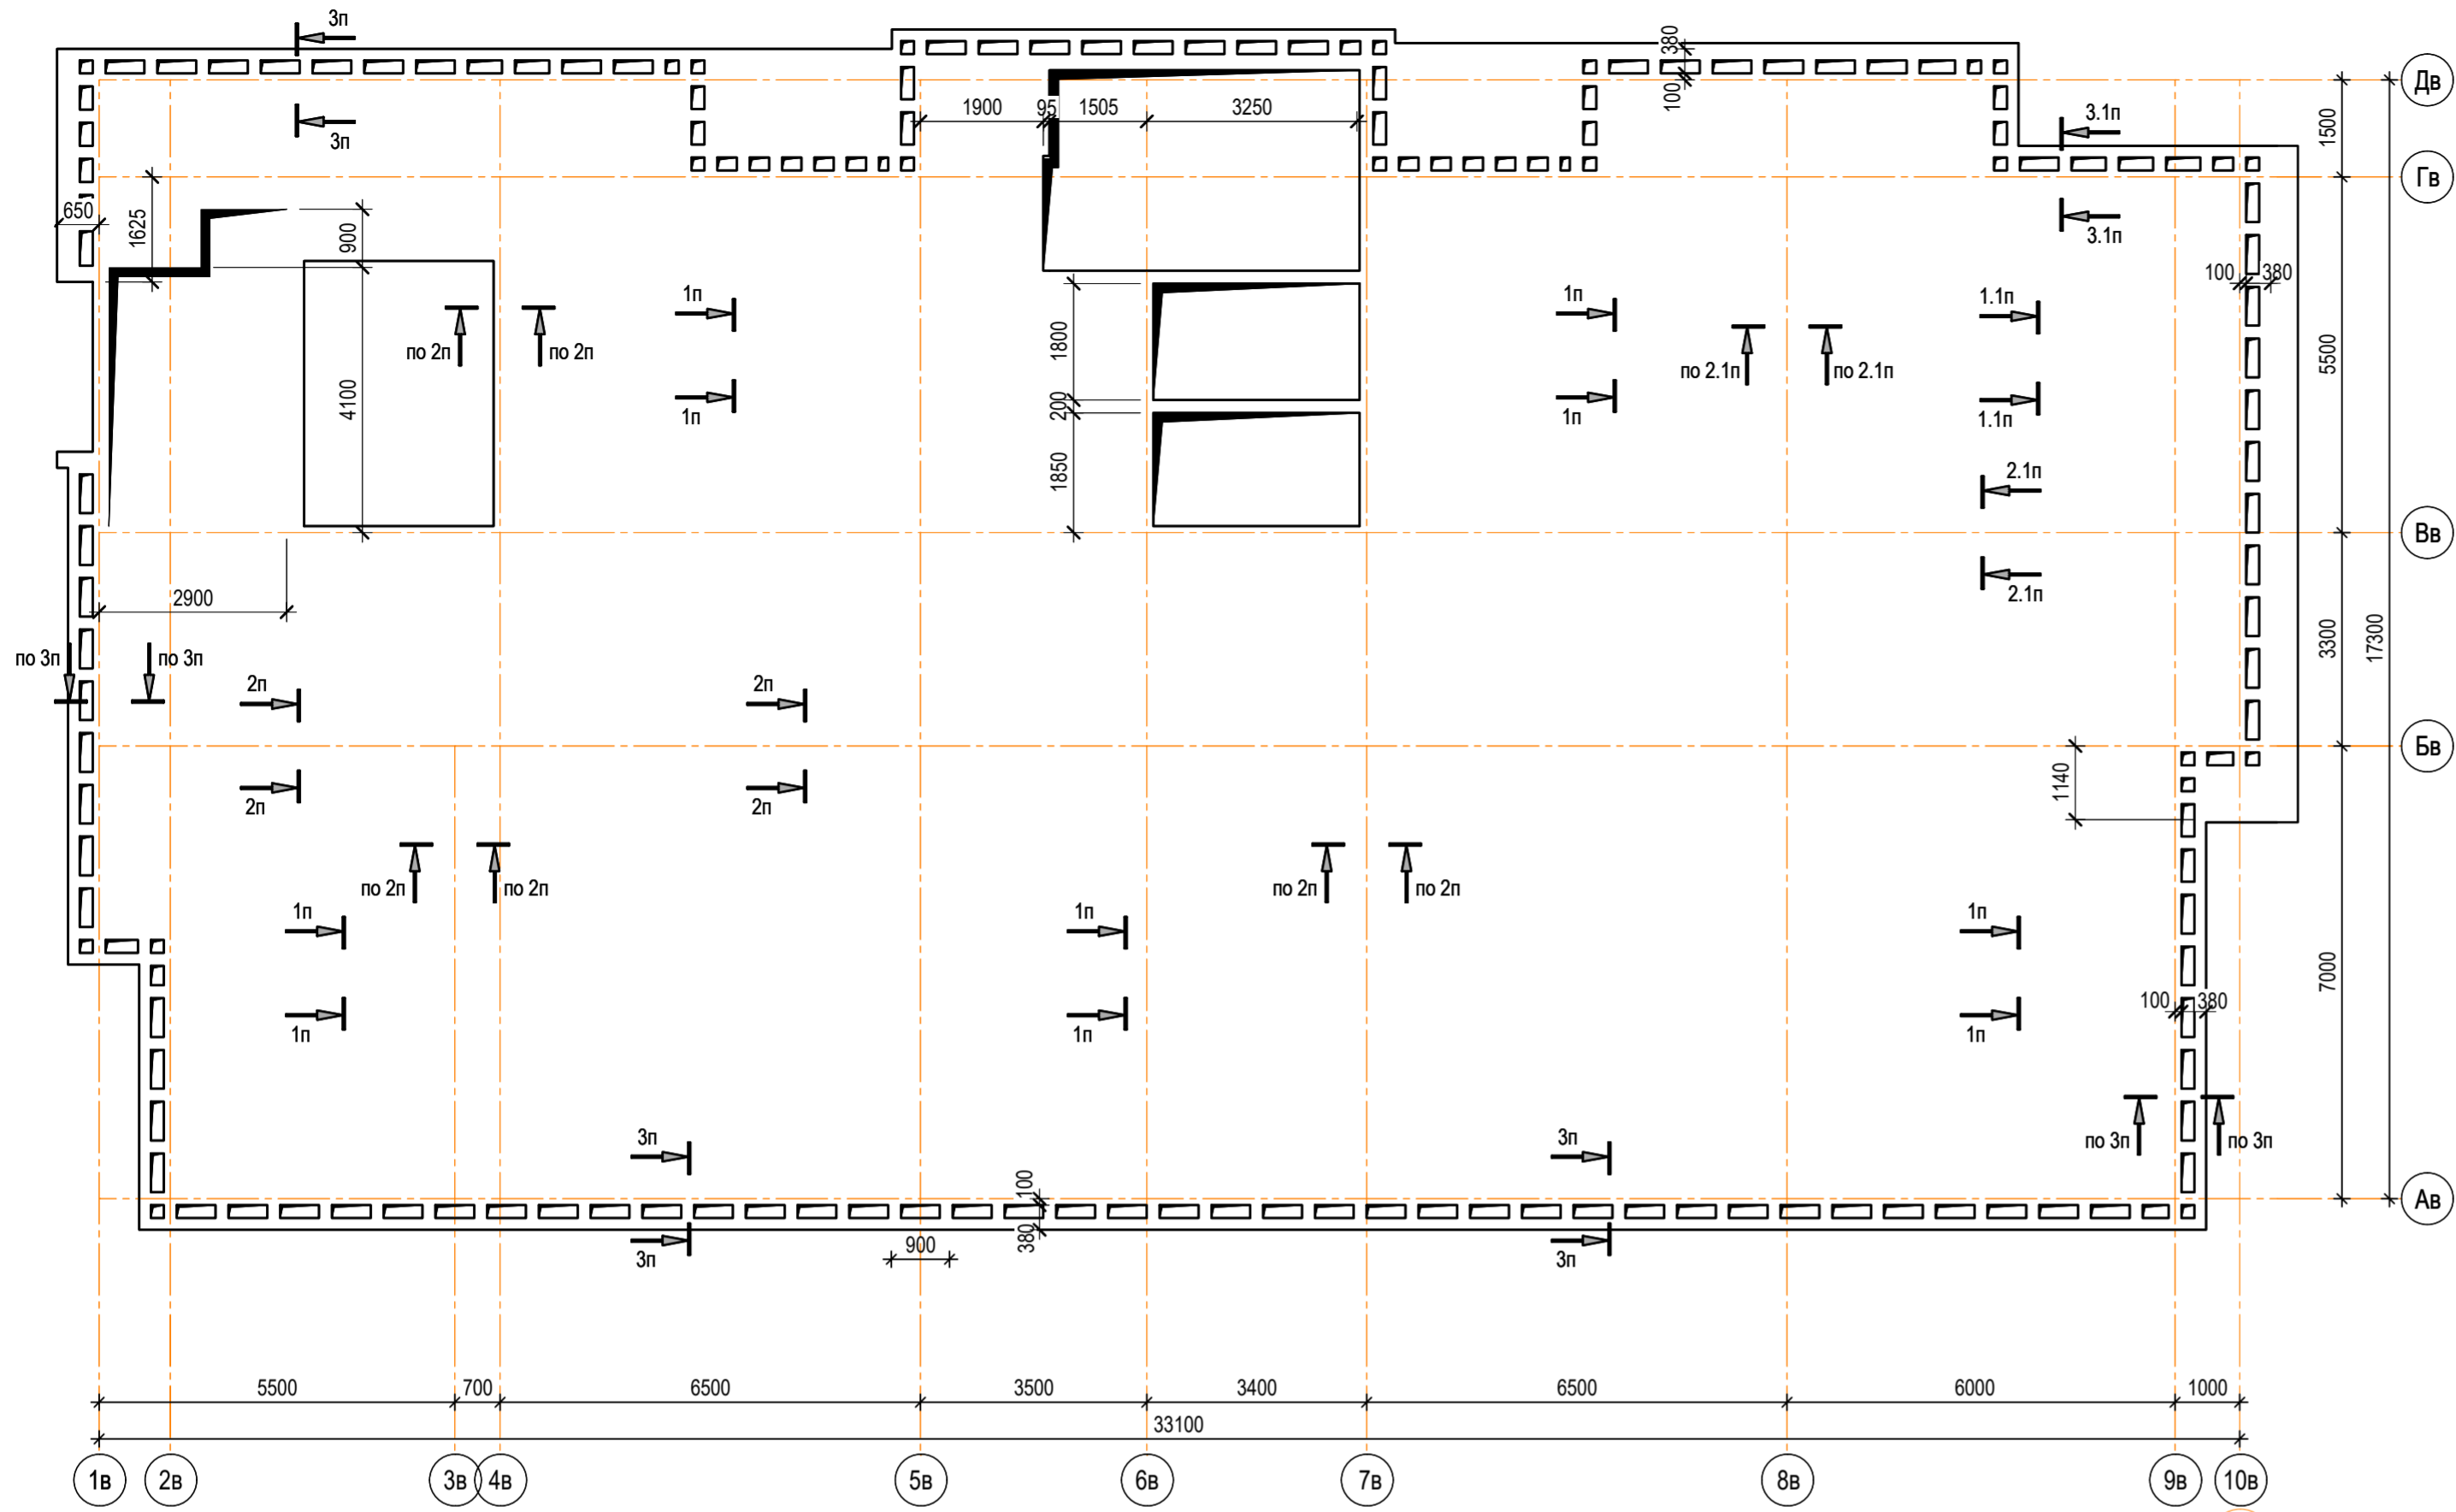 3п
380
Дв
1900 95 1505 3250
100
3.1п
1500
3п
Гв
650
1625
900
3.1п
100 380
1п
1п
1.1п
1800
по 2п по 2п
по 2.1п по 2.1п
5500
4100
200
1п
1п
1.1п
1850
2.1п
Вв
2900
2.1п
3300
17300
по 3п по 3п
2п
2п
Бв
1140
2п
2п
по 2п по 2п
по 2п по 2п
1п
1п
1п
7000
100 380
1п
1п
1п
3п
3п
по 3п по 3п
100
Ав
380
900
3п
3п
5500 700 6500 3500 3400 6500 6000 1000
33100
1в 2в 3в 4в 5в 6в 7в 8в 9в 10в